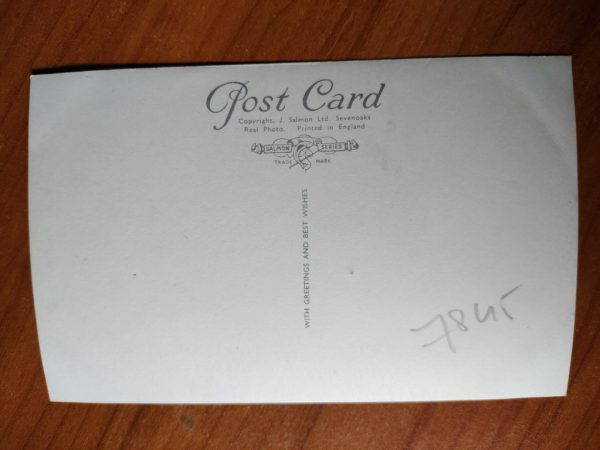 Post Card
Copyright, J. Salmon Ltd. Sevenoaks
Real Photo. Printed in England
SALMON SERIES
TRADE MARK
WITH GREETINGS AND BEST WISHES
7845